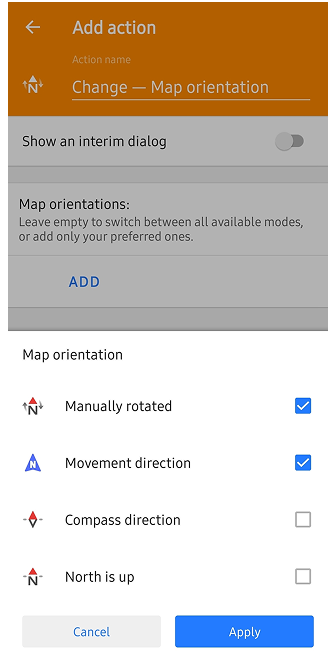 Add action
Action name
Change — Map orientation
Show an interim dialog
Map orientations:
Leave empty to switch between all available modes,
or add only your preferred ones.
ADD
Map orientation
Manually rotated
Movement direction
Compass direction
North is up
Cancel
Apply